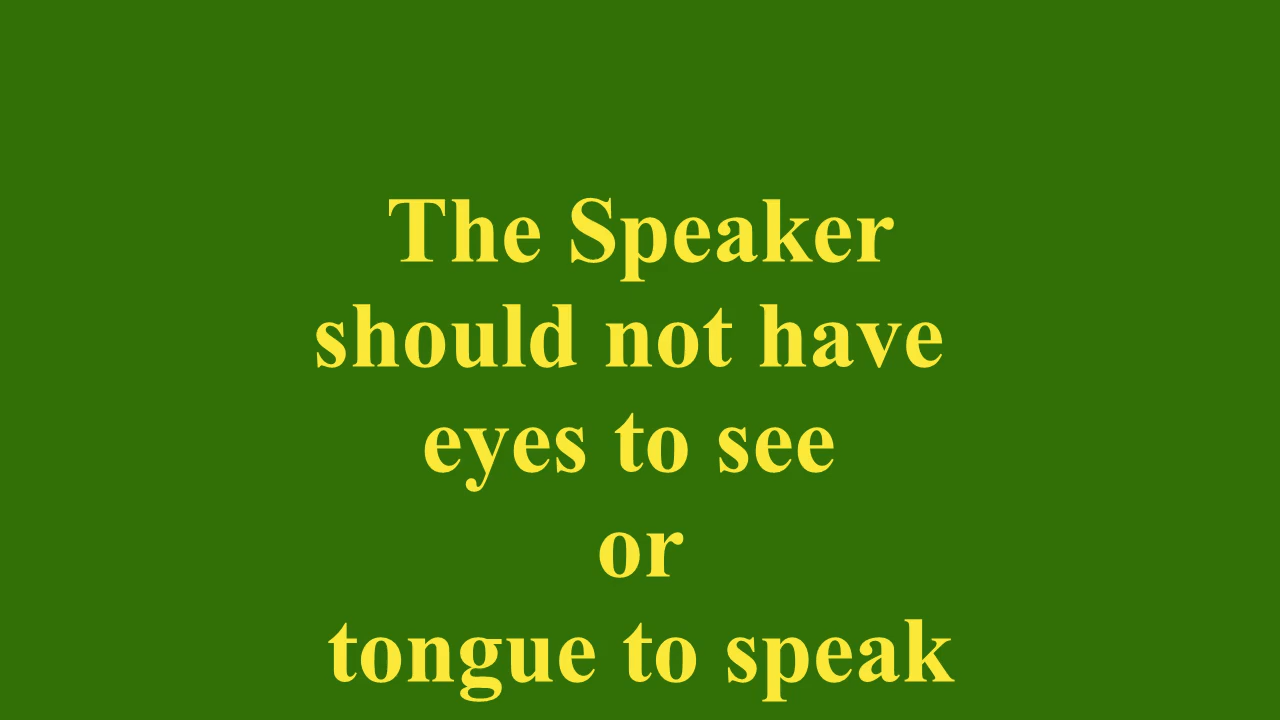 The Speaker
should not have
eyes to see
or
tongue to speak